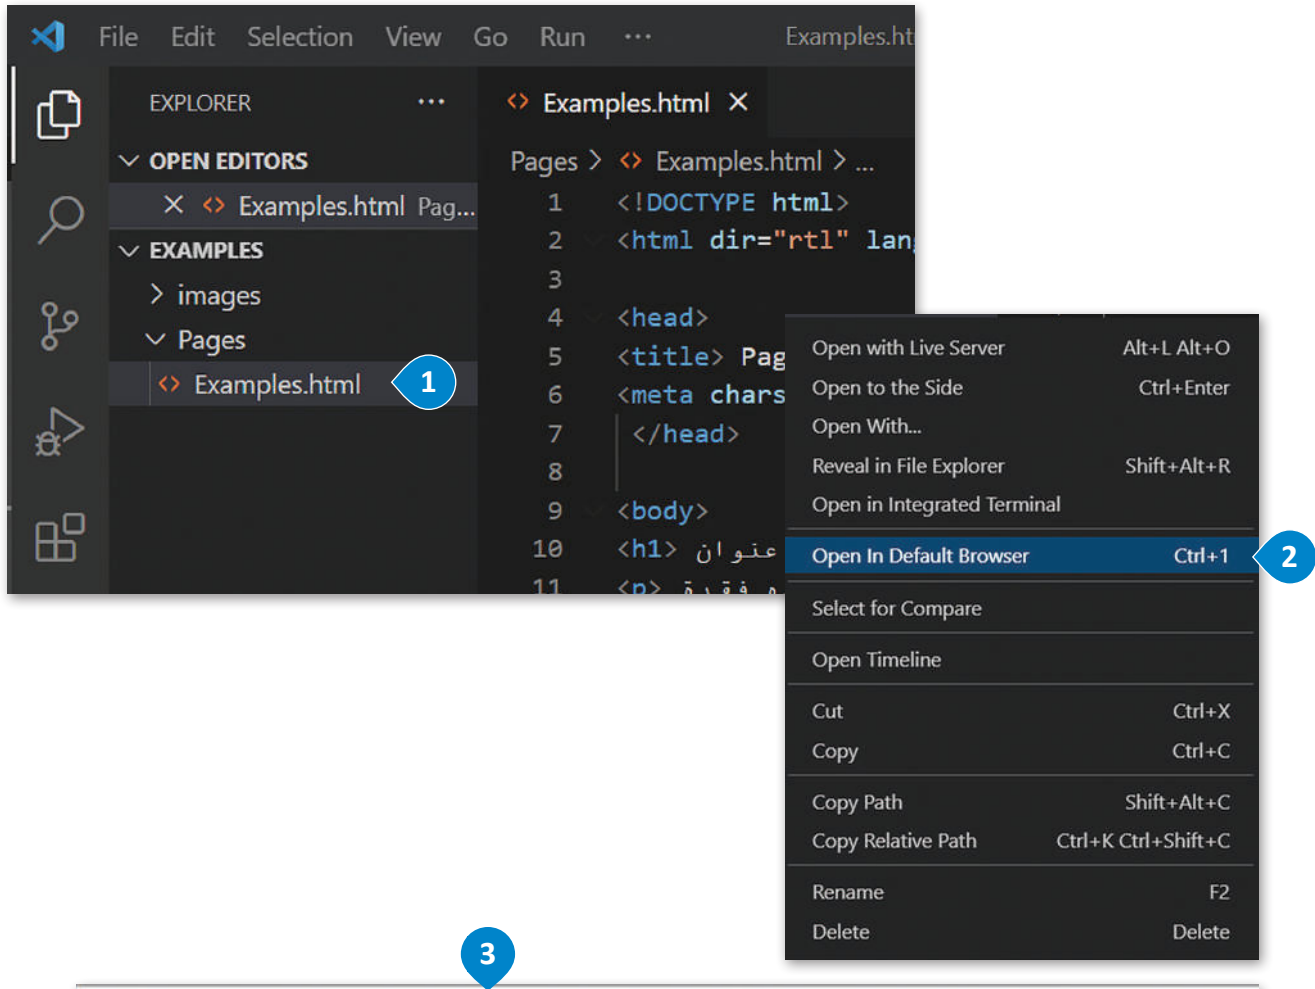 File Edit Selection View Go Run ··· Examples.ht
EXPLORER ···
OPEN EDITORS
Examples.html Pag...
EXAMPLES
images
Pages
Examples.html
1
Examples.html
Pages > Examples.html > ...
1 <!DOCTYPE html>
2 <html dir="rtl" lan
3
4 <head>
5 <title> Pag
6 <meta chars
7 </head>
8
9 <body>
10 <h1> عنوان
11 <p> فقرة
Open with Live Server Alt+L Alt+O
Open to the Side Ctrl+Enter
Open With...
Reveal in File Explorer Shift+Alt+R
Open in Integrated Terminal
Open In Default Browser Ctrl+1
2
Select for Compare
Open Timeline
Cut Ctrl+X
Copy Ctrl+C
Copy Path Shift+Alt+C
Copy Relative Path Ctrl+K Ctrl+Shift+C
Rename F2
Delete Delete
3